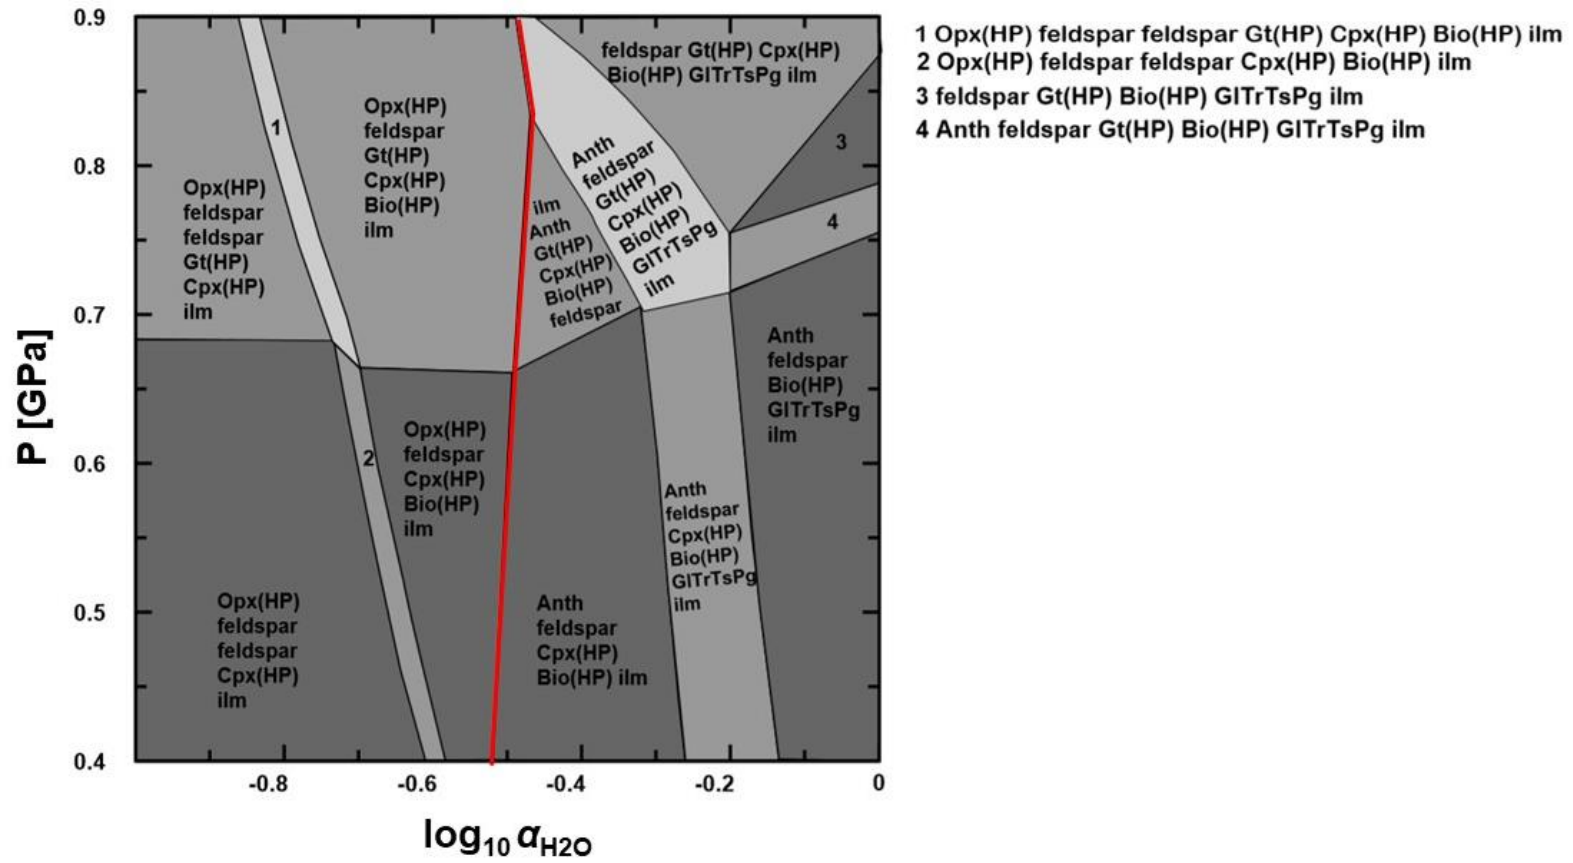 0.9
0.8
0.7
0.6
0.5
0.4
P [GPa]
-0.8
-0.6
-0.4
-0.2
0
log10 αH2O
Opx(HP)
feldspar
feldspar
Gt(HP)
Cpx(HP)
ilm
1
Opx(HP)
feldspar
Gt(HP)
Cpx(HP)
Bio(HP)
ilm
feldspar Gt(HP) Cpx(HP)
Bio(HP) GlTrTsPg ilm
Anth
feldspar
Gt(HP)
Cpx(HP)
Bio(HP)
GlTrTsPg
ilm
ilm
Anth
Gt(HP)
Cpx(HP)
Bio(HP)
feldspar
3
4
Anth
feldspar
Bio(HP)
GlTrTsPg
ilm
2
Opx(HP)
feldspar
Cpx(HP)
Bio(HP)
ilm
Anth
feldspar
Cpx(HP)
Bio(HP)
GlTrTsPg
ilm
Opx(HP)
feldspar
feldspar
Cpx(HP)
ilm
Anth
feldspar
Cpx(HP)
Bio(HP) ilm
1 Opx(HP) feldspar feldspar Gt(HP) Cpx(HP) Bio(HP) ilm
2 Opx(HP) feldspar feldspar Cpx(HP) Bio(HP) ilm
3 feldspar Gt(HP) Bio(HP) GlTrTsPg ilm
4 Anth feldspar Gt(HP) Bio(HP) GlTrTsPg ilm